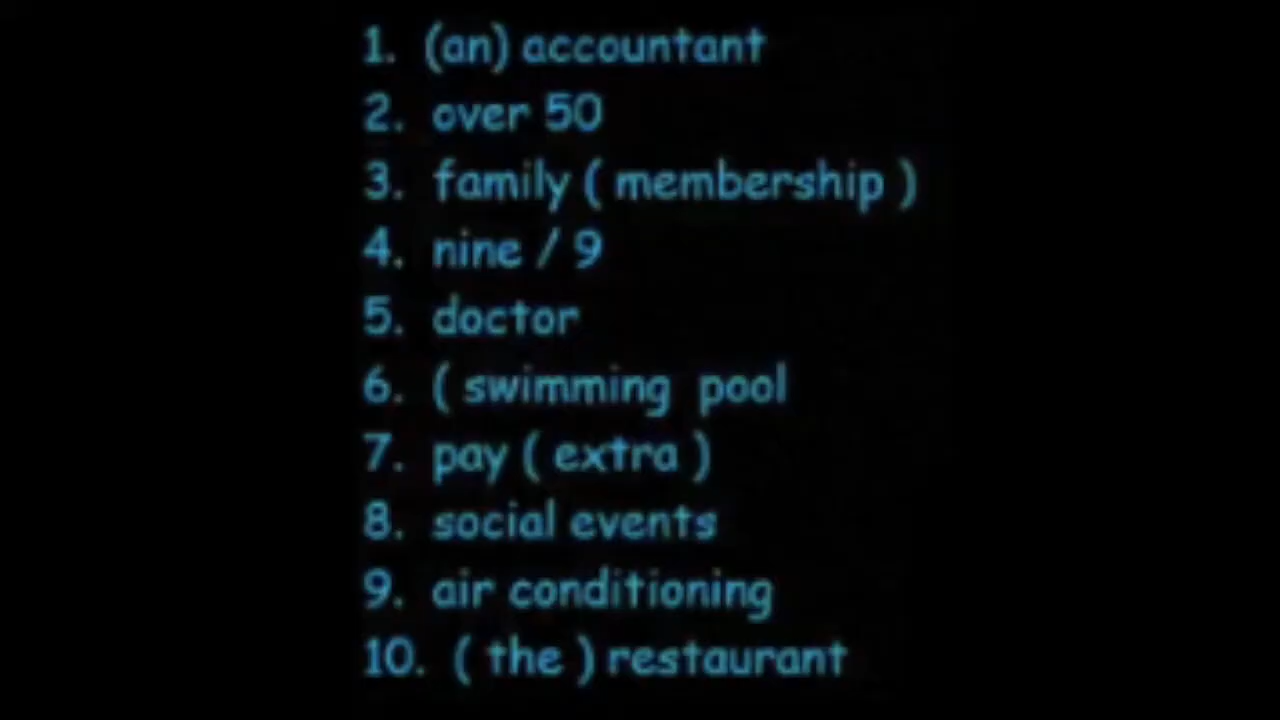 1. (an) accountant
2. over 50
3. family ( membership )
4. nine / 9
5. doctor
6. ( swimming pool
7. pay ( extra )
8. social events
9. air conditioning
10. ( the ) restaurant